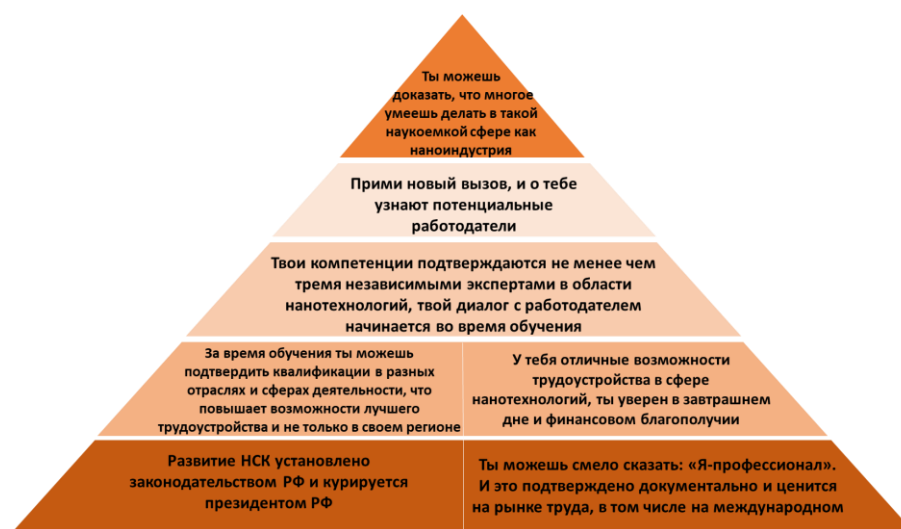 Ты можешь
доказать, что многое
умеешь делать в такой
наукоемкой сфере как
наноиндустрия
Прими новый вызов, и о тебе
узнают потенциальные
работодатели
Твои компетенции подтверждаются не менее чем
тремя независимыми экспертами в области
нанотехнологий, твой диалог с работодателем
начинается во время обучения
За время обучения ты можешь
подтвердить квалификации в разных
отраслях и сферах деятельности, что
повышает возможности лучшего
трудоустройства и не только в своем регионе
У тебя отличные возможности
трудоустройства в сфере
нанотехнологий, ты уверен в завтрашнем
дне и финансовом благополучии
Развитие НСК установлено
законодательством РФ и курируется
президентом РФ
Ты можешь смело сказать: «Я-профессионал».
И это подтверждено документально и ценится
на рынке труда, в том числе на международном